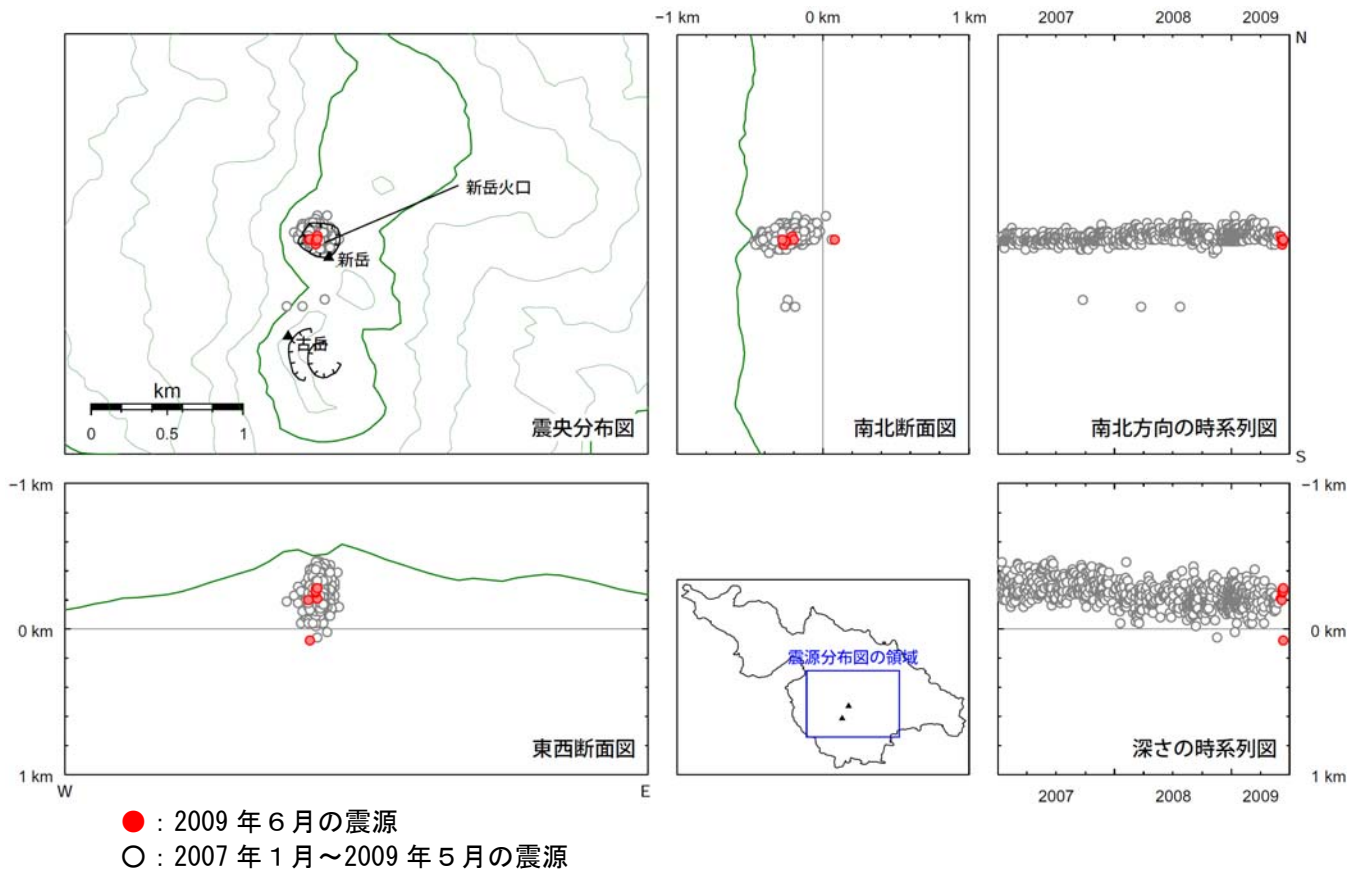 −1 km 0 km 1 km
2007 2008 2009
N
新岳火口
新岳
古岳
km
0 0.5 1
震央分布図
南北断面図
南北方向の時系列図
S
−1 km
0 km
1 km
W E
東西断面図
震源分布図の領域
−1 km
0 km
1 km
深さの時系列図
2007 2008 2009
：2009 年６月の震源
：2007 年１月～2009 年５月の震源